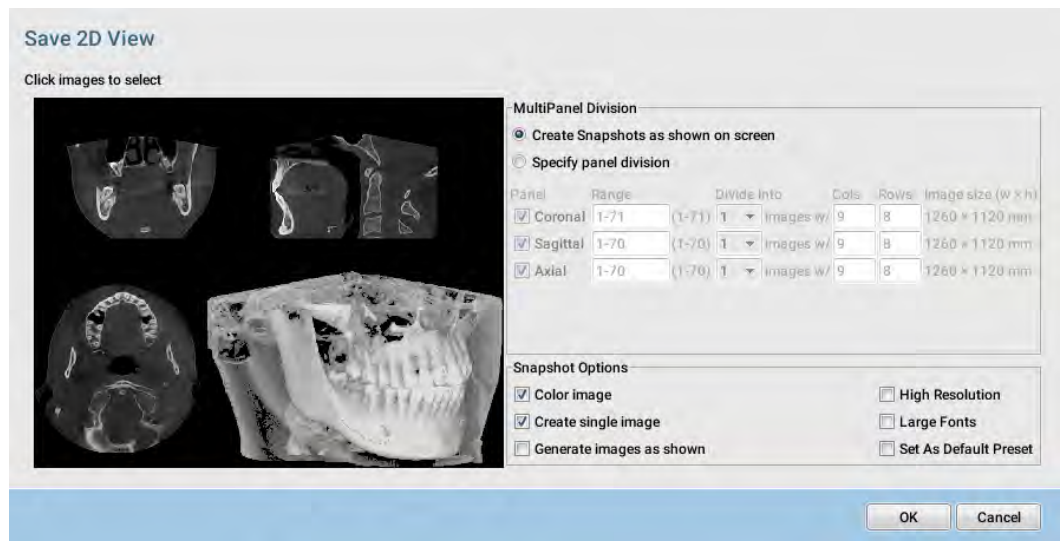 Save 2D View
Click images to select
MultiPanel Division
Create Snapshots as shown on screen
Specify panel division
Panel Range Divide Into Cols Rows Image size (w × h)
Coronal 1-71 (1-71) 1 images w/ 9 8 1260 × 1120 mm
Sagittal 1-70 (1-70) 1 images w/ 9 8 1260 × 1120 mm
Axial 1-70 (1-70) 1 images w/ 9 8 1260 × 1120 mm
Snapshot Options
Color image High Resolution
Create single image Large Fonts
Generate images as shown Set As Default Preset
OK Cancel